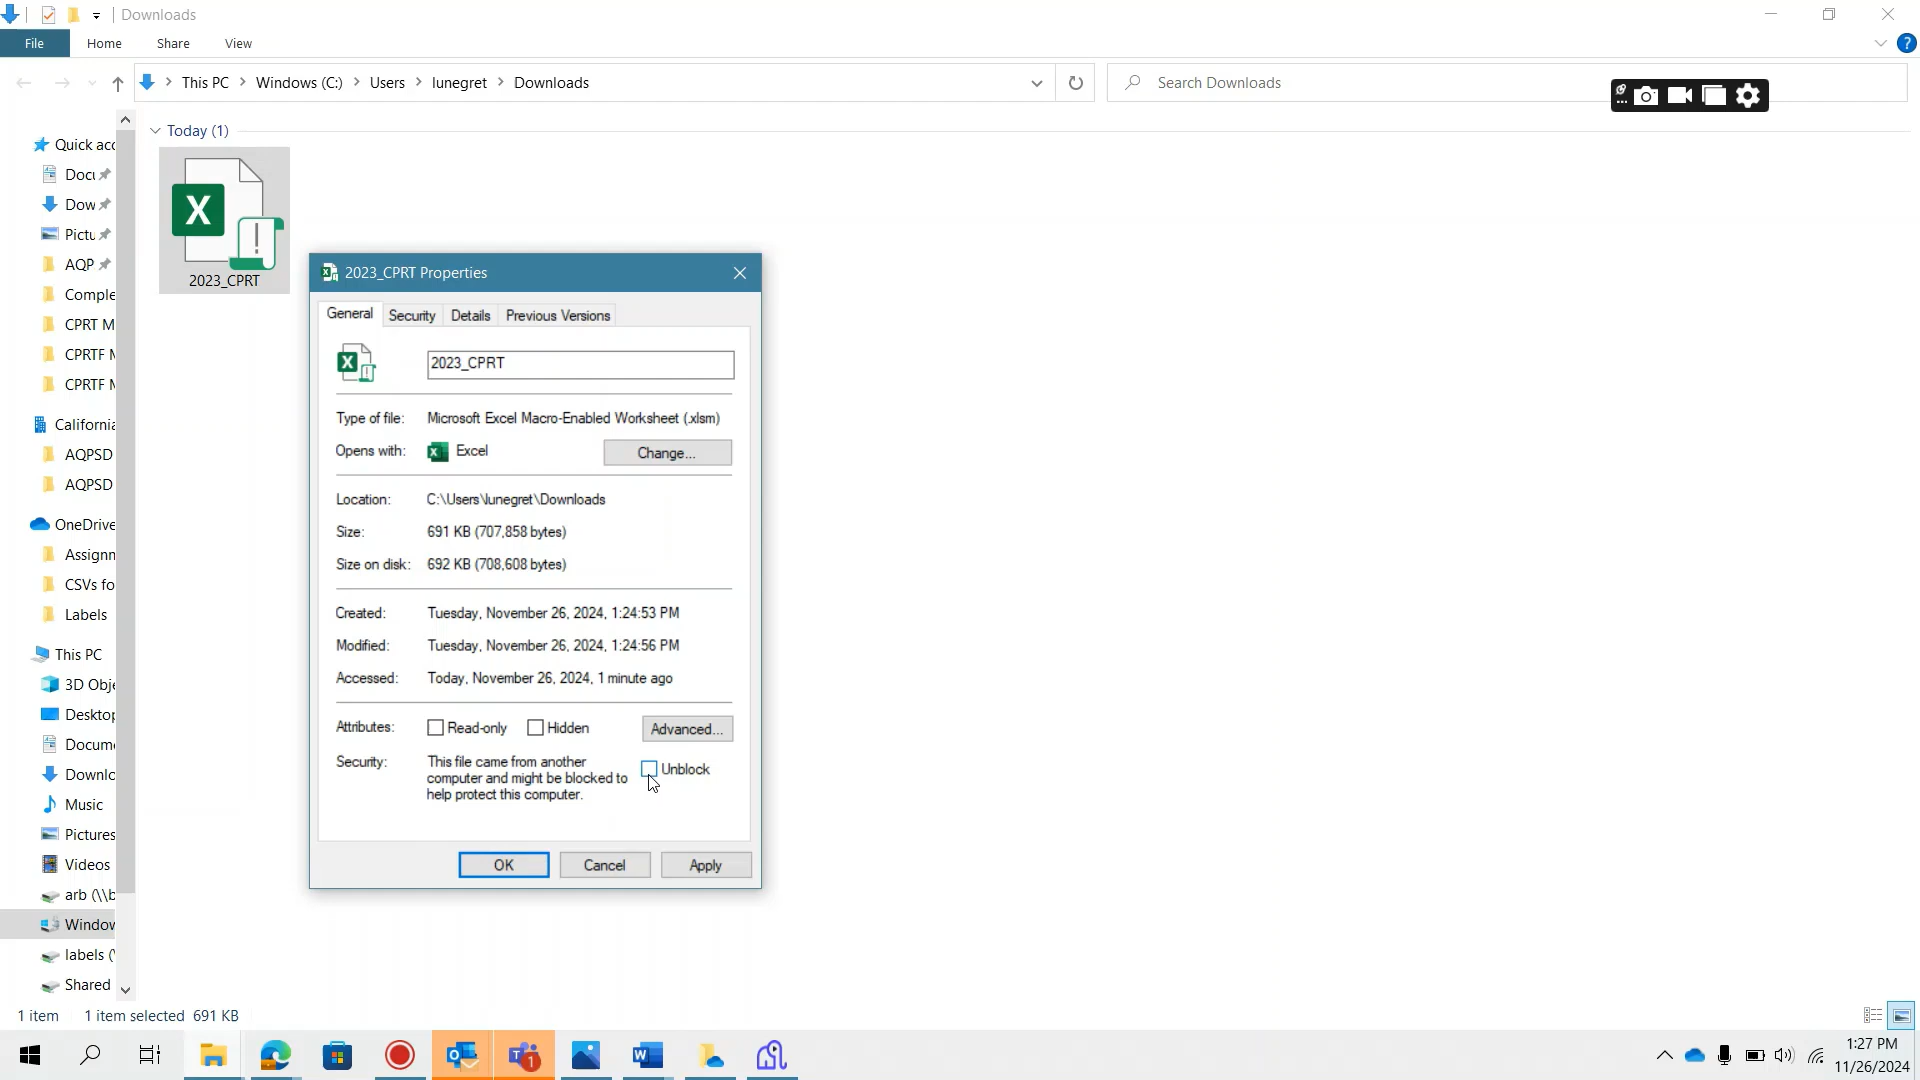 Downloads
File Home Share View
This PC Windows (C:) Users lunegret Downloads
Search Downloads
Quick acc
Docu
Dow
Pictu
AQP
Comple
CPRT M
CPRTF M
CPRTF M
California
AQPSD
AQPSD
OneDrive
Assignn
CSVs fo
Labels
This PC
3D Obje
Desktop
Docume
Downlo
Music
Pictures
Videos
arb (\\b
Window
labels (\
Shared
Today (1)
2023_CPRT
2023_CPRT Properties
General Security Details Previous Versions
2023_CPRT
Type of file: Microsoft Excel Macro-Enabled Worksheet (.xlsm)
Opens with: Excel Change...
Location: C:\Users\lunegret\Downloads
Size: 691 KB (707,858 bytes)
Size on disk: 692 KB (708,608 bytes)
Created: Tuesday, November 26, 2024, 1:24:53 PM
Modified: Tuesday, November 26, 2024, 1:24:56 PM
Accessed: Today, November 26, 2024, 1 minute ago
Attributes: Read-only Hidden Advanced...
Security: This file came from another
computer and might be blocked to
help protect this computer.
Unblock
OK Cancel Apply
1 item 1 item selected 691 KB
1:27 PM
11/26/2024